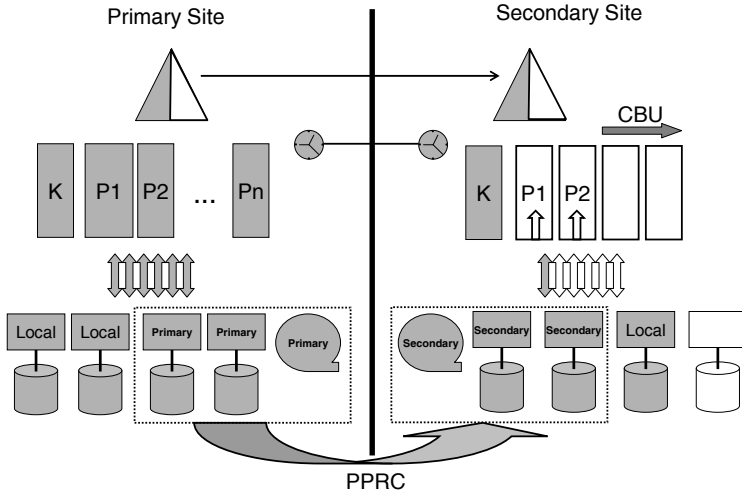 Primary Site
Secondary Site
CBU
K
P1
P2
...
Pn
K
P1
P2
Local
Local
Primary
Primary
Primary
Secondary
Secondary
Secondary
Local
PPRC